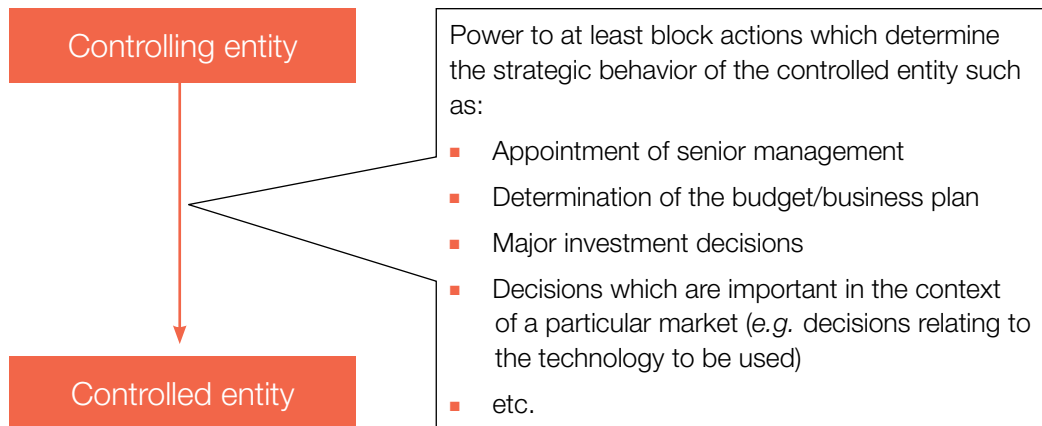 Controlling entity
Power to at least block actions which determine
the strategic behavior of the controlled entity such
as:
Appointment of senior management
Determination of the budget/business plan
Major investment decisions
Decisions which are important in the context
of a particular market (e.g. decisions relating to
the technology to be used)
etc.
Controlled entity